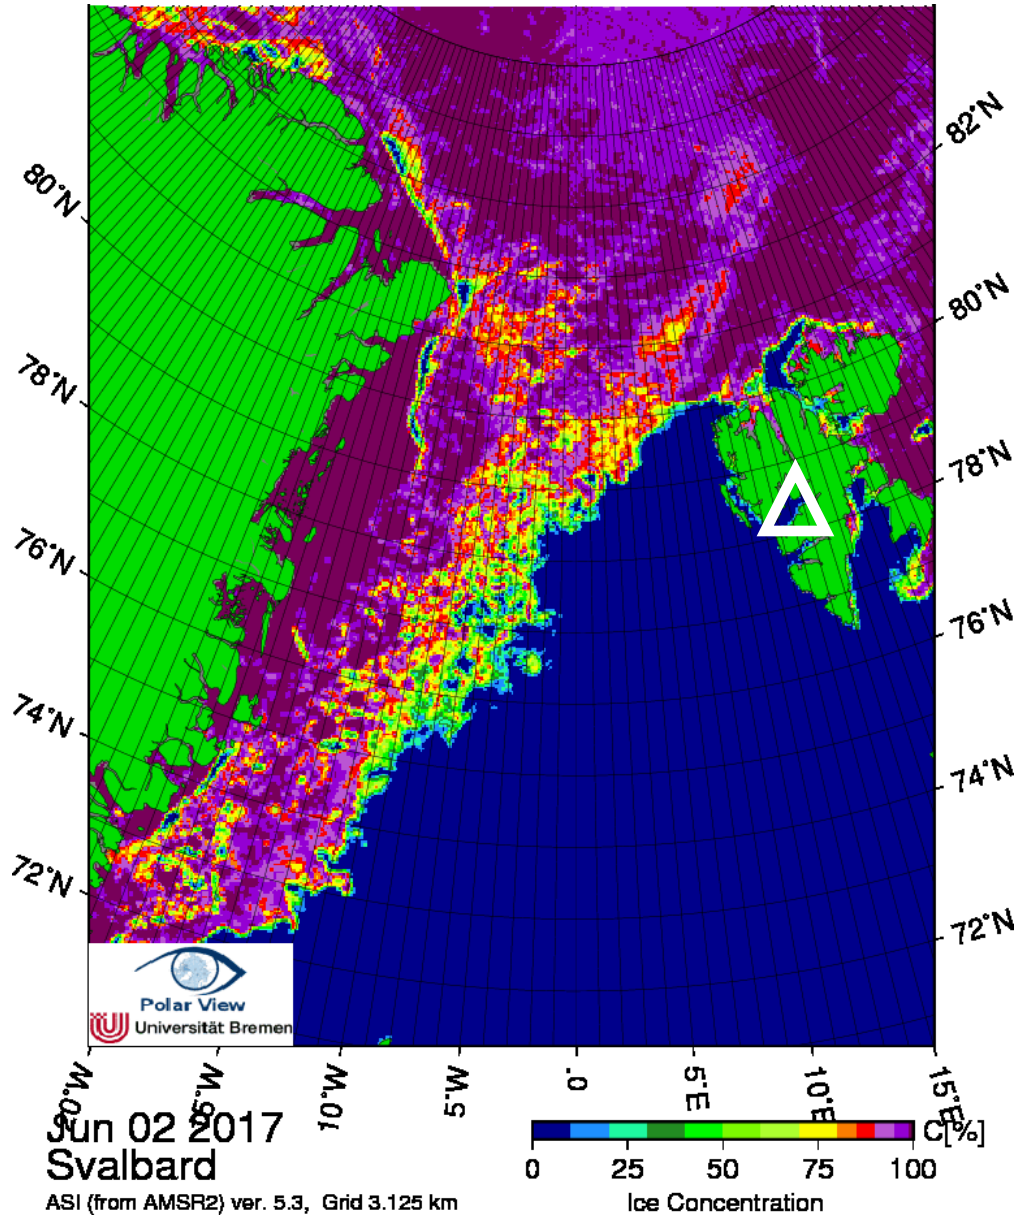 82°N
80°N
80°N
78°N
78°N
76°N
76°N
74°N
74°N
72°N
72°N
Polar View
Universität Bremen
20°W
15°W
10°W
5°W
0°
5°E
10°E
15°E
Jun 02 2017
Svalbard
C[%]
0 25 50 75 100
ASI (from AMSR2) ver. 5.3, Grid 3.125 km
Ice Concentration